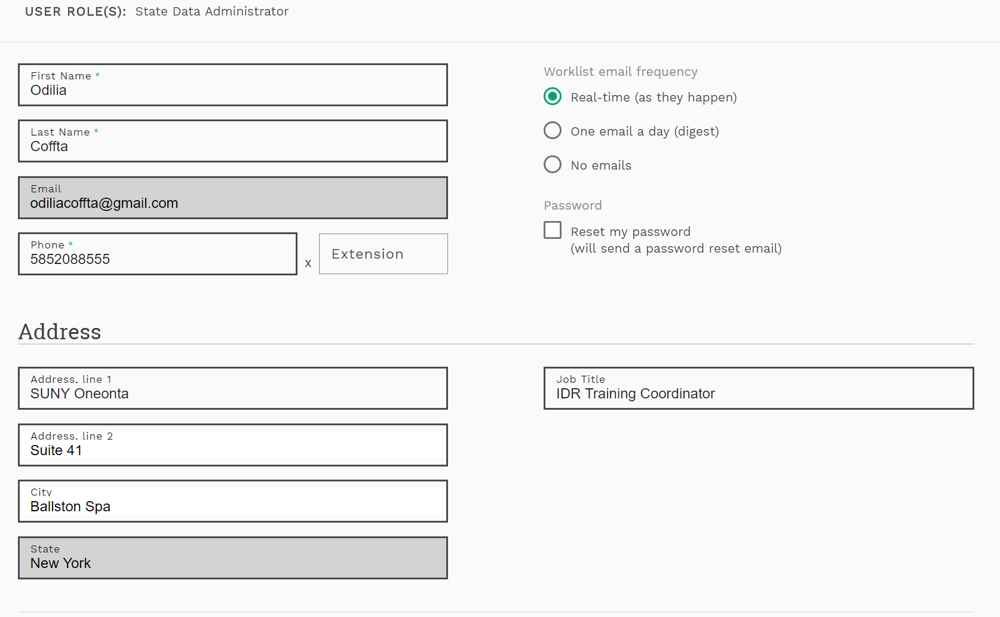 USER ROLE(S): State Data Administrator
First Name *
Odilia
Last Name *
Coffta
Email
odiliacoffta@gmail.com
Phone *
5852088555
x
Extension
Worklist email frequency
Real-time (as they happen)
One email a day (digest)
No emails
Password
Reset my password
(will send a password reset email)
Address
Address, line 1
SUNY Oneonta
Address, line 2
Suite 41
City
Ballston Spa
State
New York
Job Title
IDR Training Coordinator